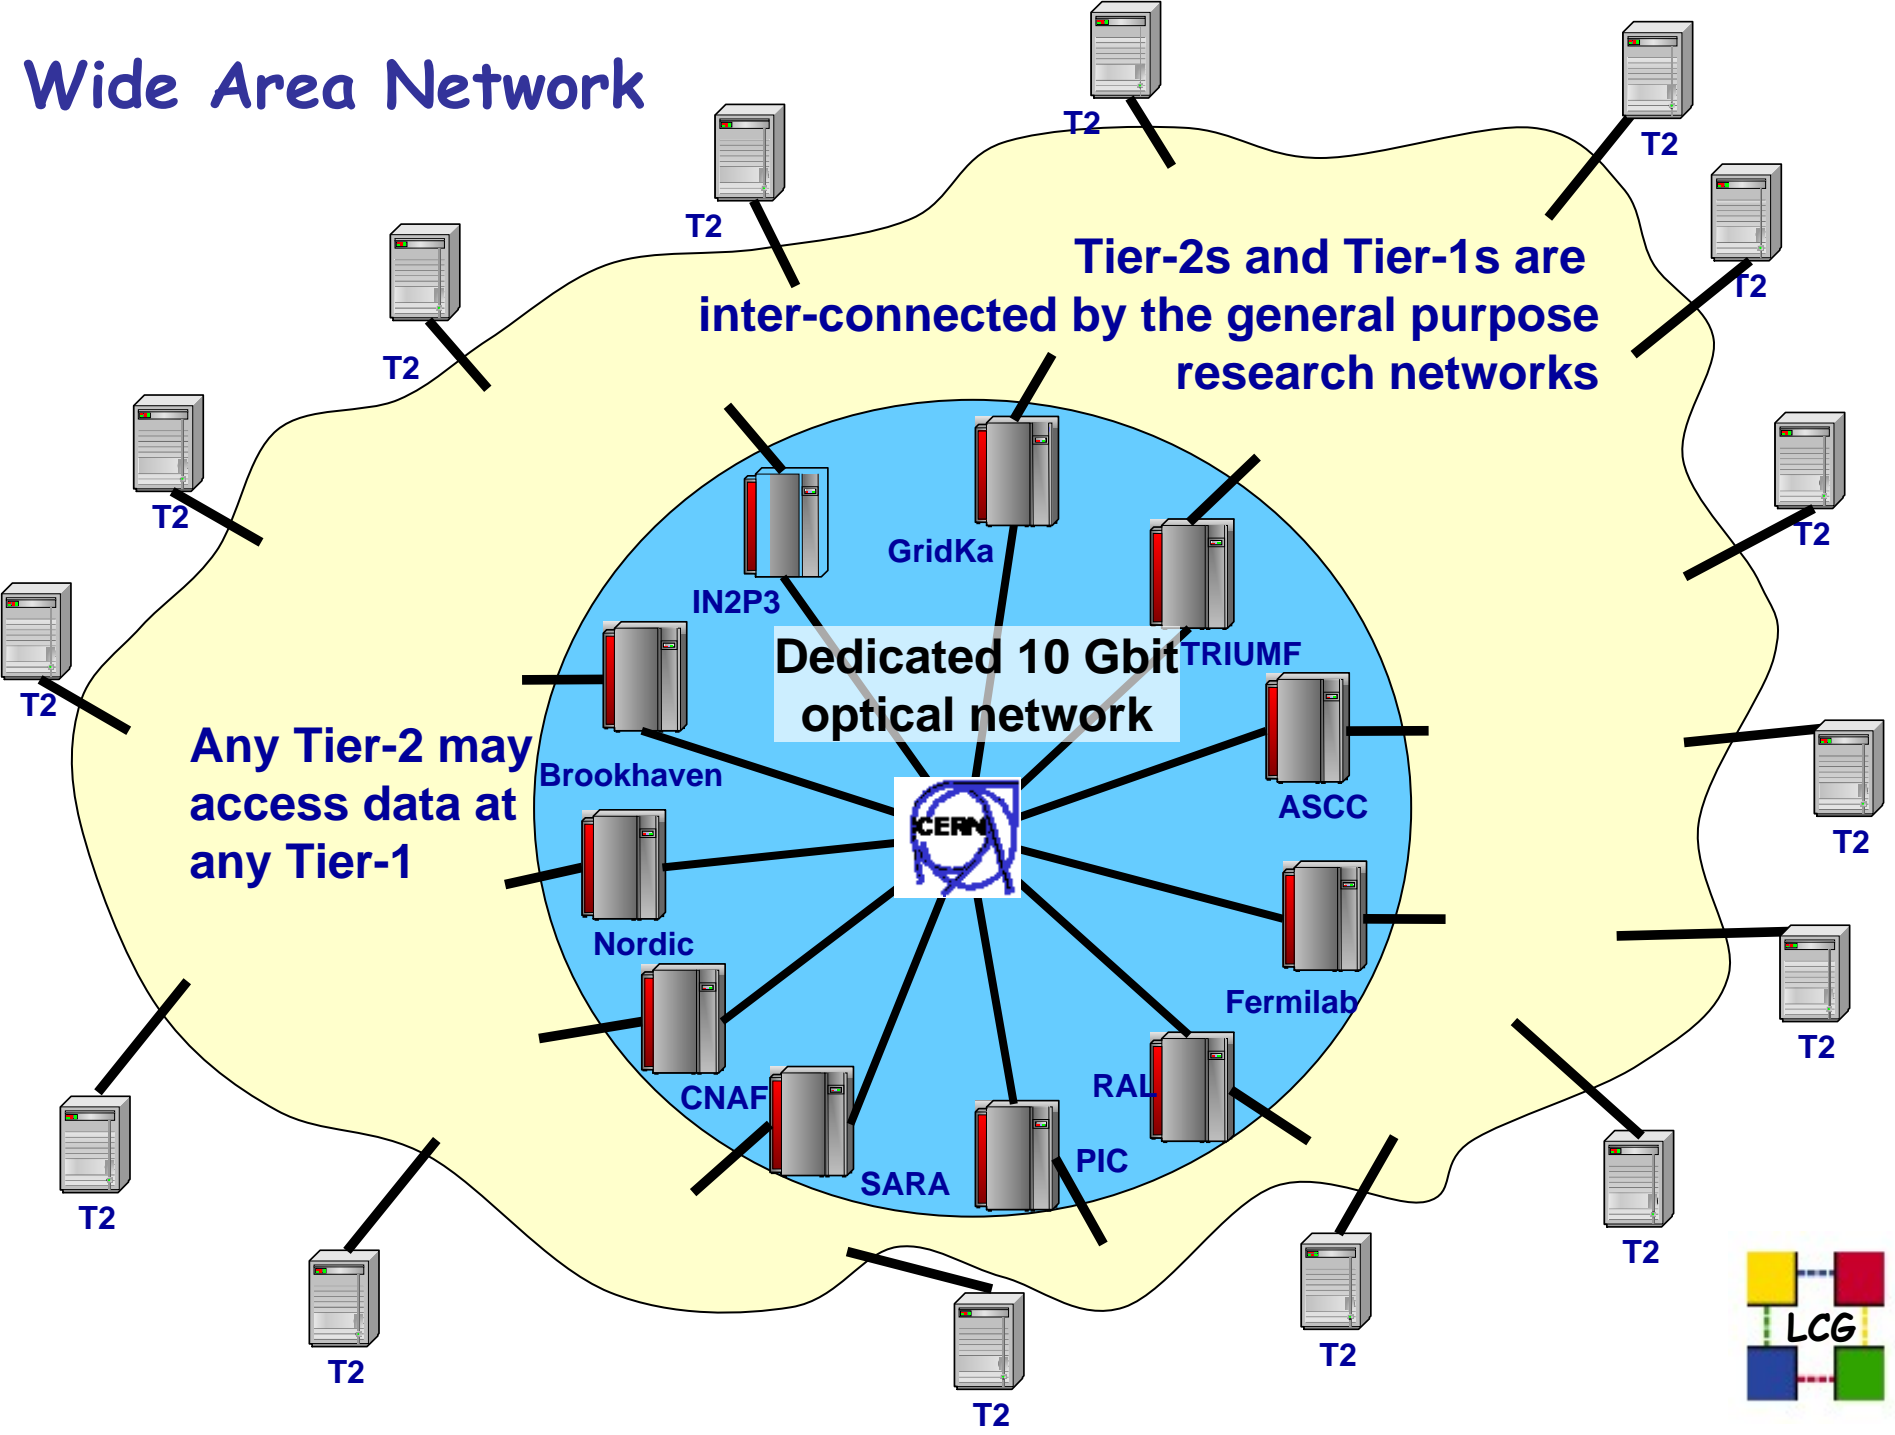 Wide Area Network
T2
T2
T2
T2
T2
Tier-2s and Tier-1s are
inter-connected by the general purpose
research networks
T2
T2
T2
GridKa
IN2P3
TRIUMF
Dedicated 10 Gbit
optical network
T2
T2
Any Tier-2 may
access data at
any Tier-1
Brookhaven
ASCC
CERN
T2
Nordic
Fermilab
T2
CNAF
RAL
PIC
SARA
T2
T2
LCG
T2
T2
T2